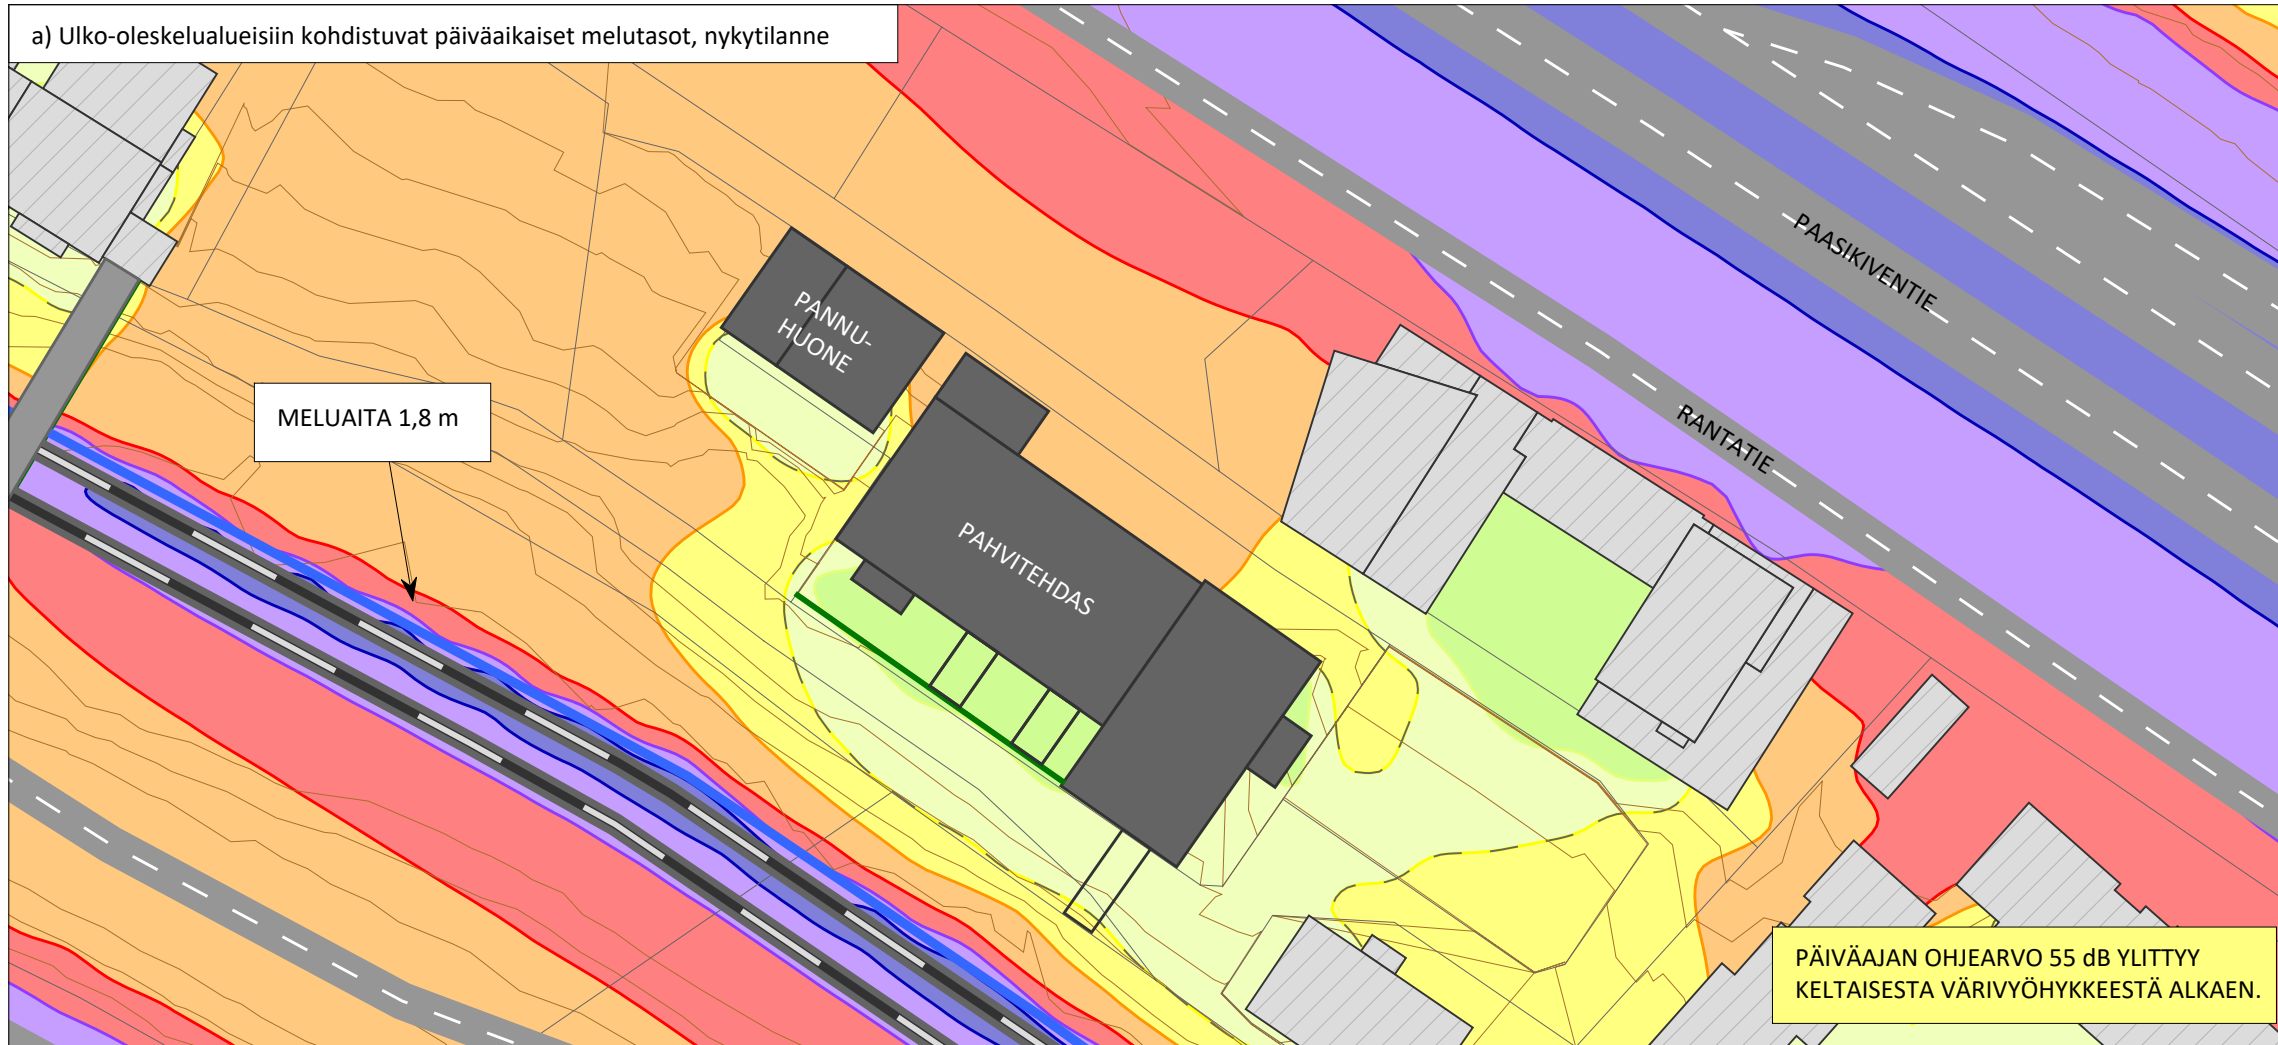 a) Ulko-oleskelualueisiin kohdistuvat päiväaikaiset melutasot, nykytilanne
PAASIKIVENTIE
PANNU-
HUONE
MELUAITA 1,8 m
RANTATIE
PAHVITEHDAS
PÄIVÄAJAN OHJEARVO 55 dB YLITTYY
KELTAISESTA VÄRIVYÖHYKKEESTÄ ALKAEN.